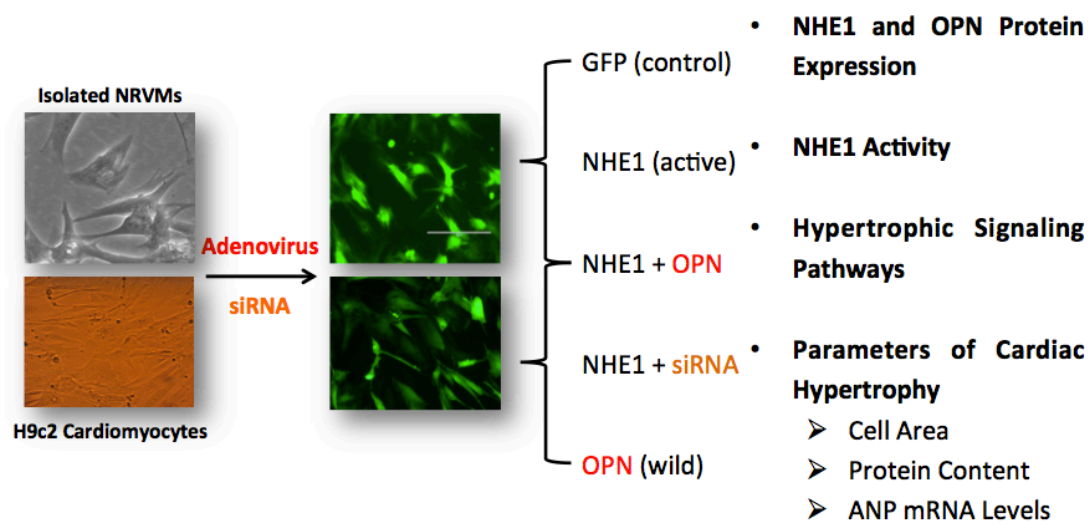 Isolated NRVMs
H9c2 Cardiomyocytes
Adenovirus
siRNA
GFP (control)
NHE1 (active)
NHE1 + OPN
NHE1 + siRNA
OPN (wild)
• NHE1 and OPN Protein
Expression
• NHE1 Activity
• Hypertrophic Signaling
Pathways
• Parameters of Cardiac
Hypertrophy
➢ Cell Area
➢ Protein Content
➢ ANP mRNA Levels